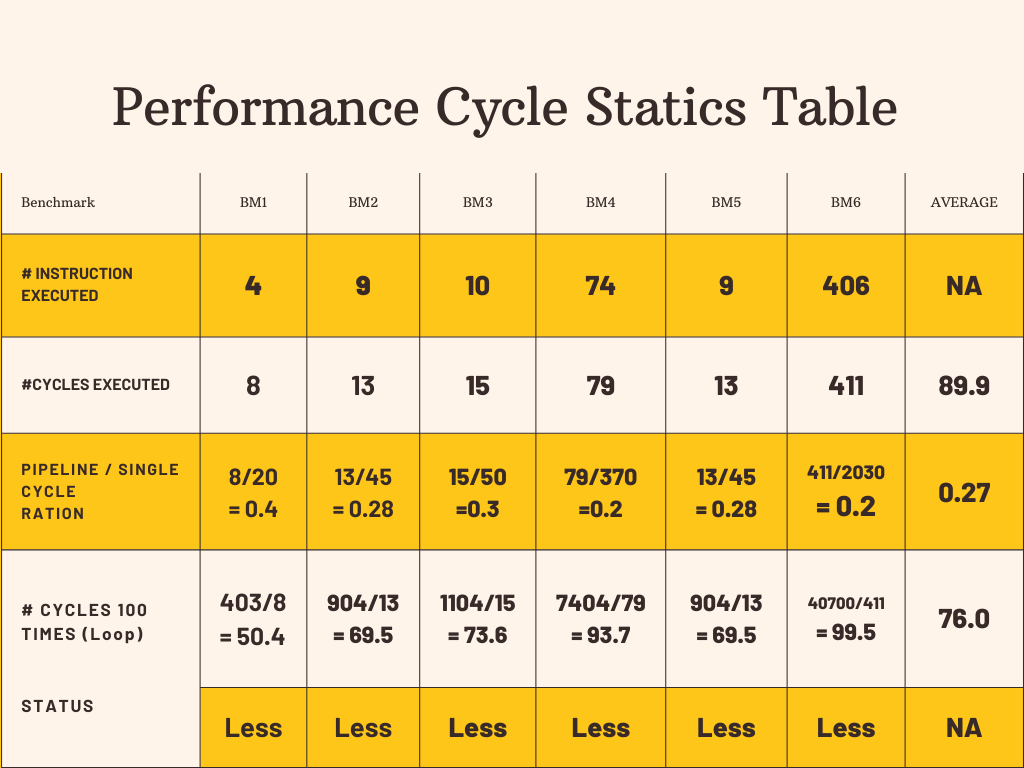 Performance Cycle Statics Table
Benchmark BM1 BM2 BM3 BM4 BM5 BM6 AVERAGE
# INSTRUCTION
EXECUTED
4 9 10 74 9 406 NA
#CYCLES EXECUTED 8 13 15 79 13 411 89.9
PIPELINE / SINGLE
CYCLE
RATION
8/20
= 0.4
13/45
= 0.28
15/50
=0.3
79/370
=0.2
13/45
= 0.28
411/2030
= 0.2
0.27
# CYCLES 100
TIMES (Loop)
403/8
= 50.4
904/13
= 69.5
1104/15
= 73.6
7404/79
= 93.7
904/13
= 69.5
40700/411
= 99.5
76.0
STATUS
Less Less Less Less Less Less NA